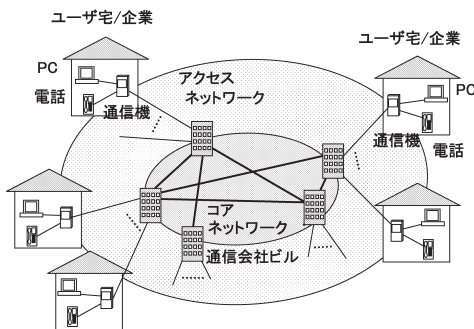 ユーザ宅/企業
ユーザ宅/企業
PC
電話
通信機
アクセス
ネットワーク
PC
通信機
電話
コア
ネットワーク
通信会社ビル